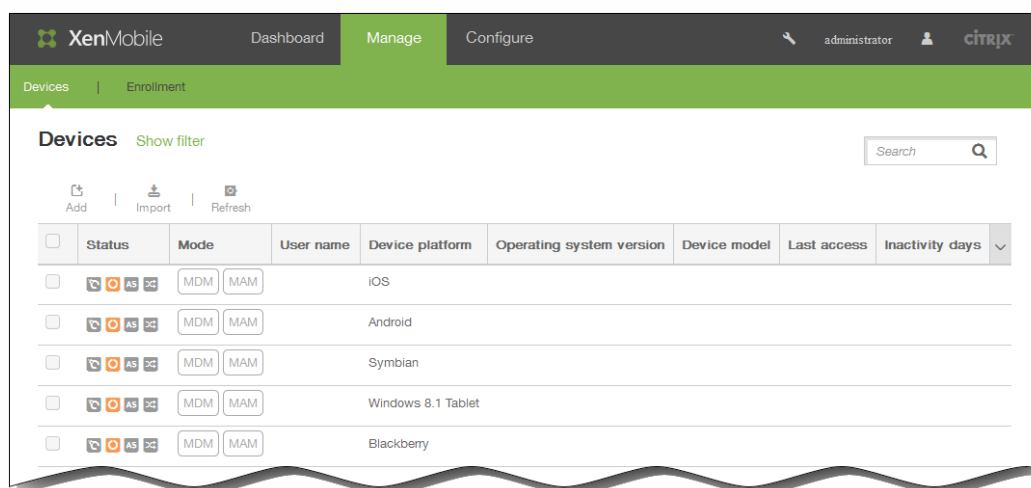 XenMobile Dashboard Manage Configure administrator CİTRIX
Devices | Enrollment
Devices Show filter
Search
Add | Import | Refresh
Status Mode User name Device platform Operating system version Device model Last access Inactivity days
AS MDM MAM iOS
AS MDM MAM Android
AS MDM MAM Symbian
AS MDM MAM Windows 8.1 Tablet
AS MDM MAM Blackberry